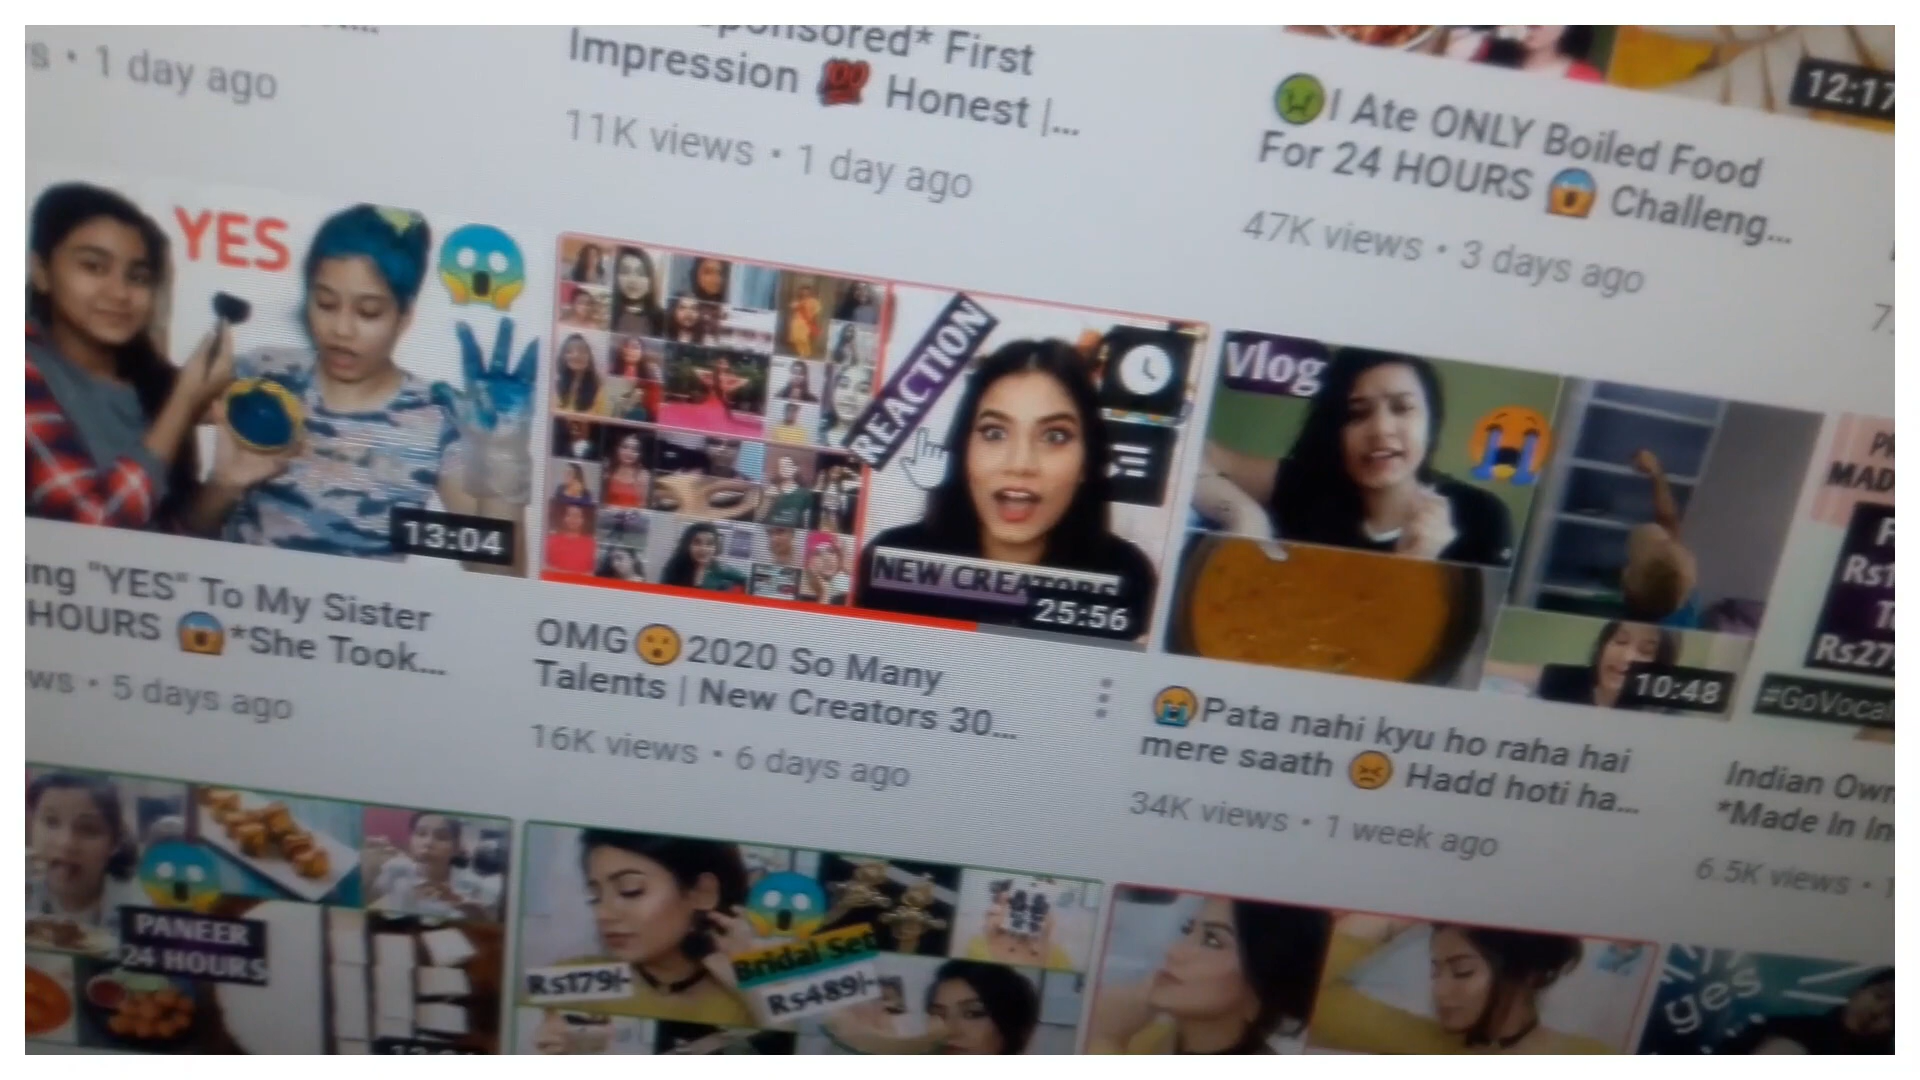 • 1 day ago
First
Impression 💯 Honest |...
11K views • 1 day ago
12:17
🤢I Ate ONLY Boiled Food
For 24 HOURS 😱 Challeng...
47K views • 3 days ago
YES
13:04
"YES" To My Sister
HOURS 😱*She Took...
• 5 days ago
REACTION
NEW CREATORS
25:56
OMG😮2020 So Many
Talents | New Creators 30...
16K views • 6 days ago
Vlog
10:48
😭Pata nahi kyu ho raha hai
mere saath 😣 Hadd hoti ha...
34K views • 1 week ago
Indian
*Made In
6.5K views •
PANEER
24 HOURS
Rs179/-
Bridal Set
Rs489/-
yes